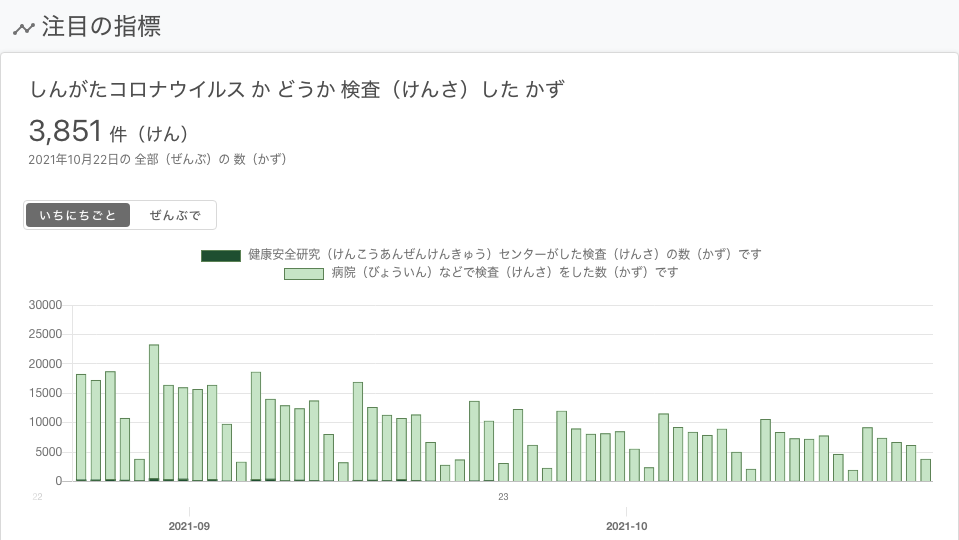 注目の指標
しんがたコロナウイルス か どうか 検査（けんさ）した かず
3,851 件（けん）
2021年10月22日の 全部（ぜんぶ）の 数（かず）
いちにちごと ぜんぶで
健康安全研究（けんこうあんぜんけんきゅう）センターがした検査（けんさ）の数（かず）です
病院（びょういん）などで検査（けんさ）をした数（かず）です
30000
25000
20000
15000
10000
5000
0
22 23
2021-09 2021-10